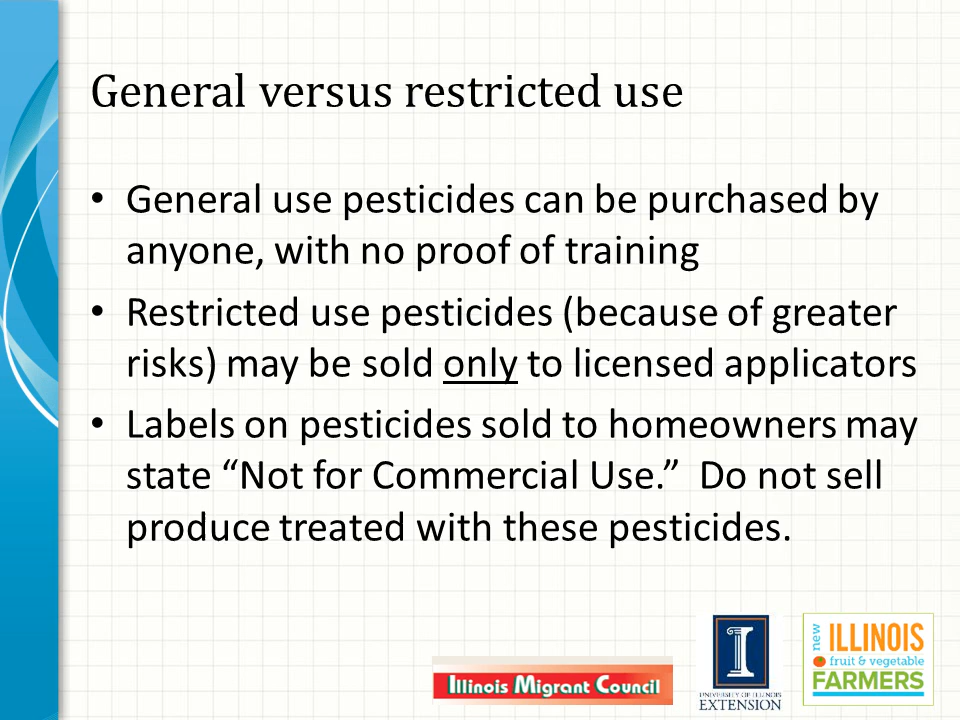 General versus restricted use
• General use pesticides can be purchased by
anyone, with no proof of training
• Restricted use pesticides (because of greater
risks) may be sold only to licensed applicators
• Labels on pesticides sold to homeowners may
state “Not for Commercial Use.”  Do not sell
produce treated with these pesticides.
Illinois Migrant Council
I
UNIVERSITY OF ILLINOIS
EXTENSION
new
ILLINOIS
fruit & vegetable
FARMERS